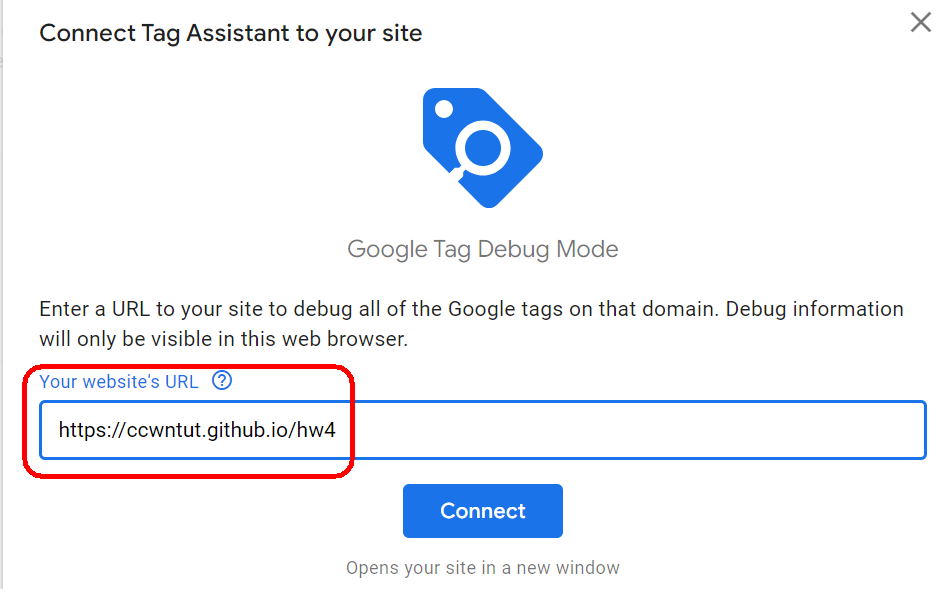 Connect Tag Assistant to your site
Google Tag Debug Mode
Enter a URL to your site to debug all of the Google tags on that domain. Debug information
will only be visible in this web browser.
Your website's URL ?
https://ccwntut.github.io/hw4
Connect
Opens your site in a new window